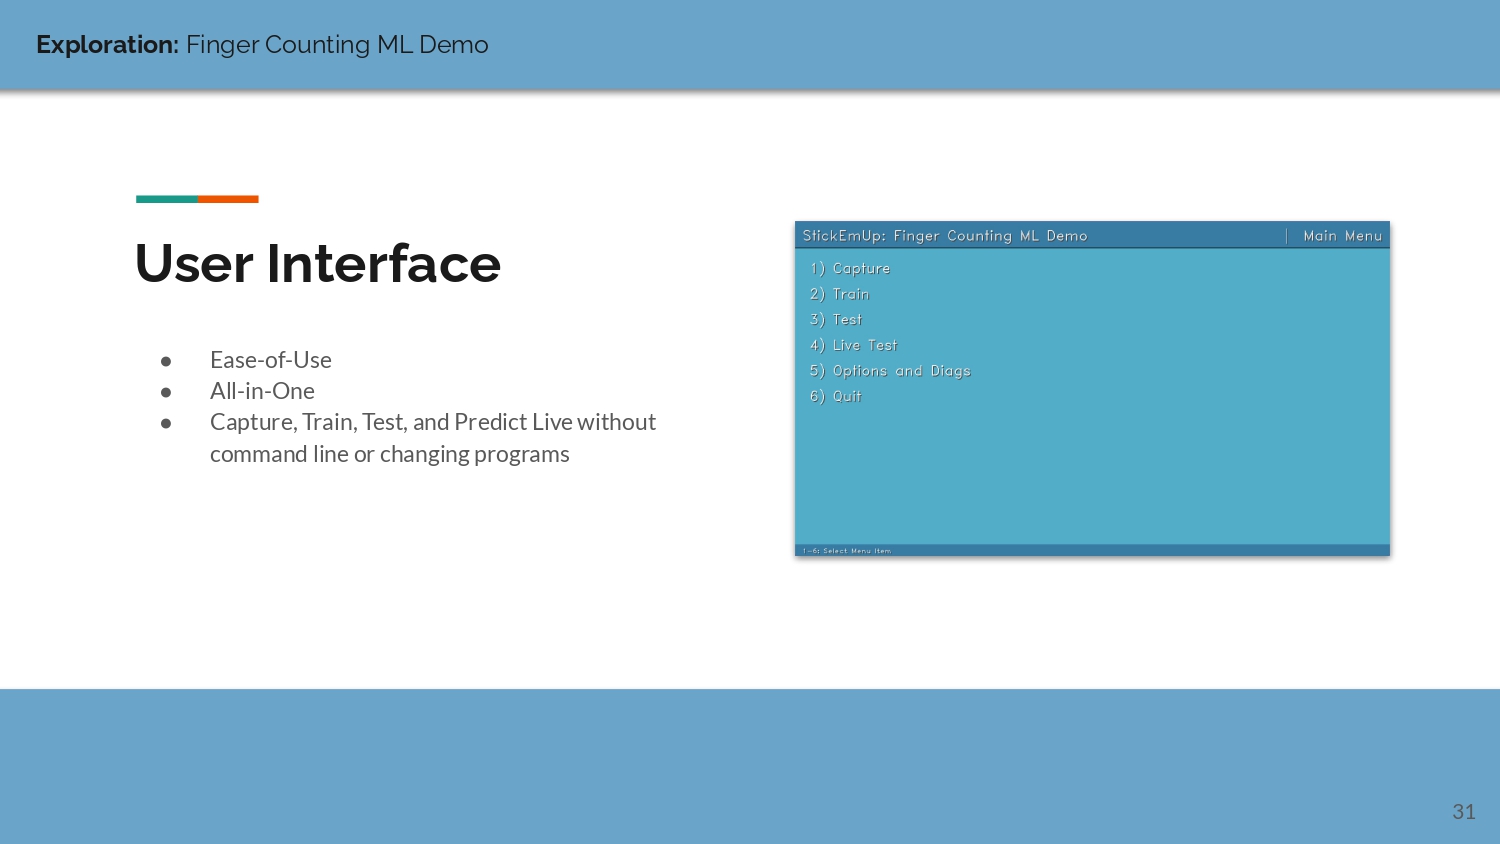 Exploration: Finger Counting ML Demo
User Interface
● Ease-of-Use
● All-in-One
● Capture, Train, Test, and Predict Live without
command line or changing programs
StickEmUp: Finger Counting ML Demo | Main Menu
1) Capture
2) Train
3) Test
4) Live Test
5) Options and Diags
6) Quit
1-6: Select Menu Item
31